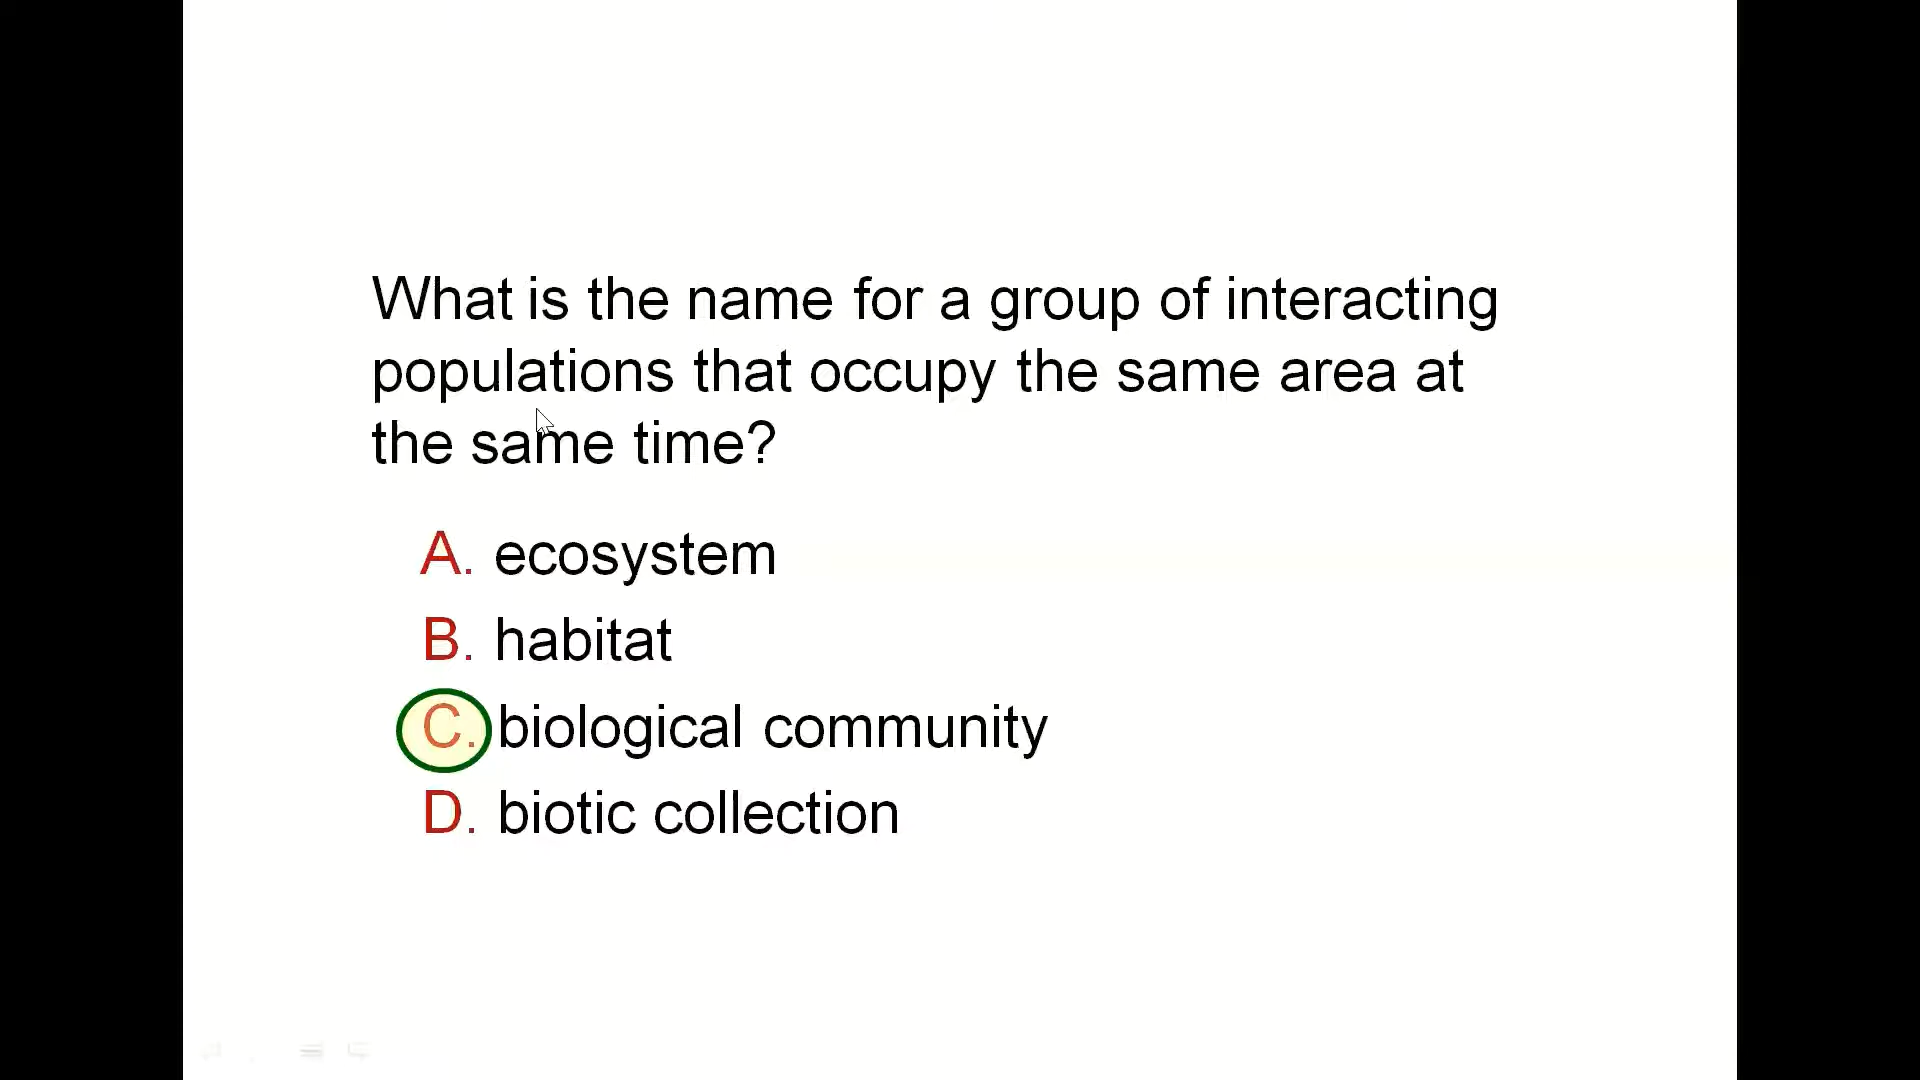 What is the name for a group of interacting
populations that occupy the same area at
the same time?
A. ecosystem
B. habitat
C. biological community
D. biotic collection